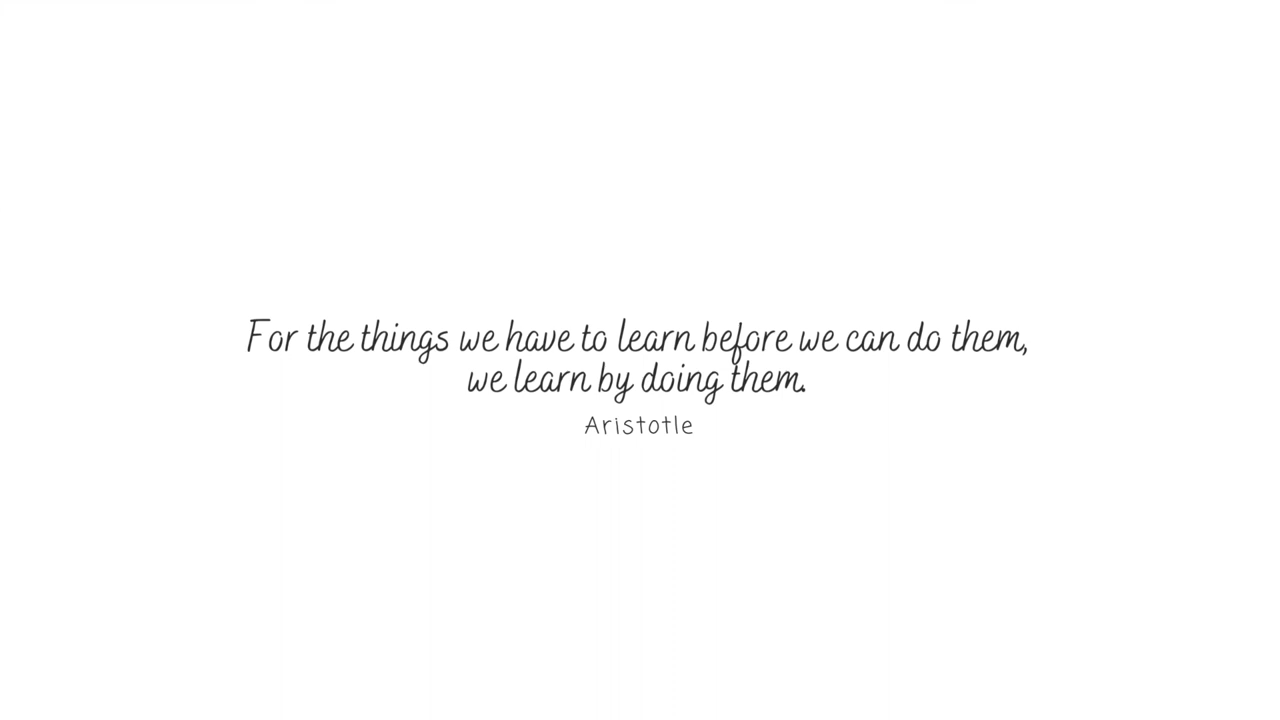 For the things we have to learn before we can do them,
we learn by doing them.
Aristotle